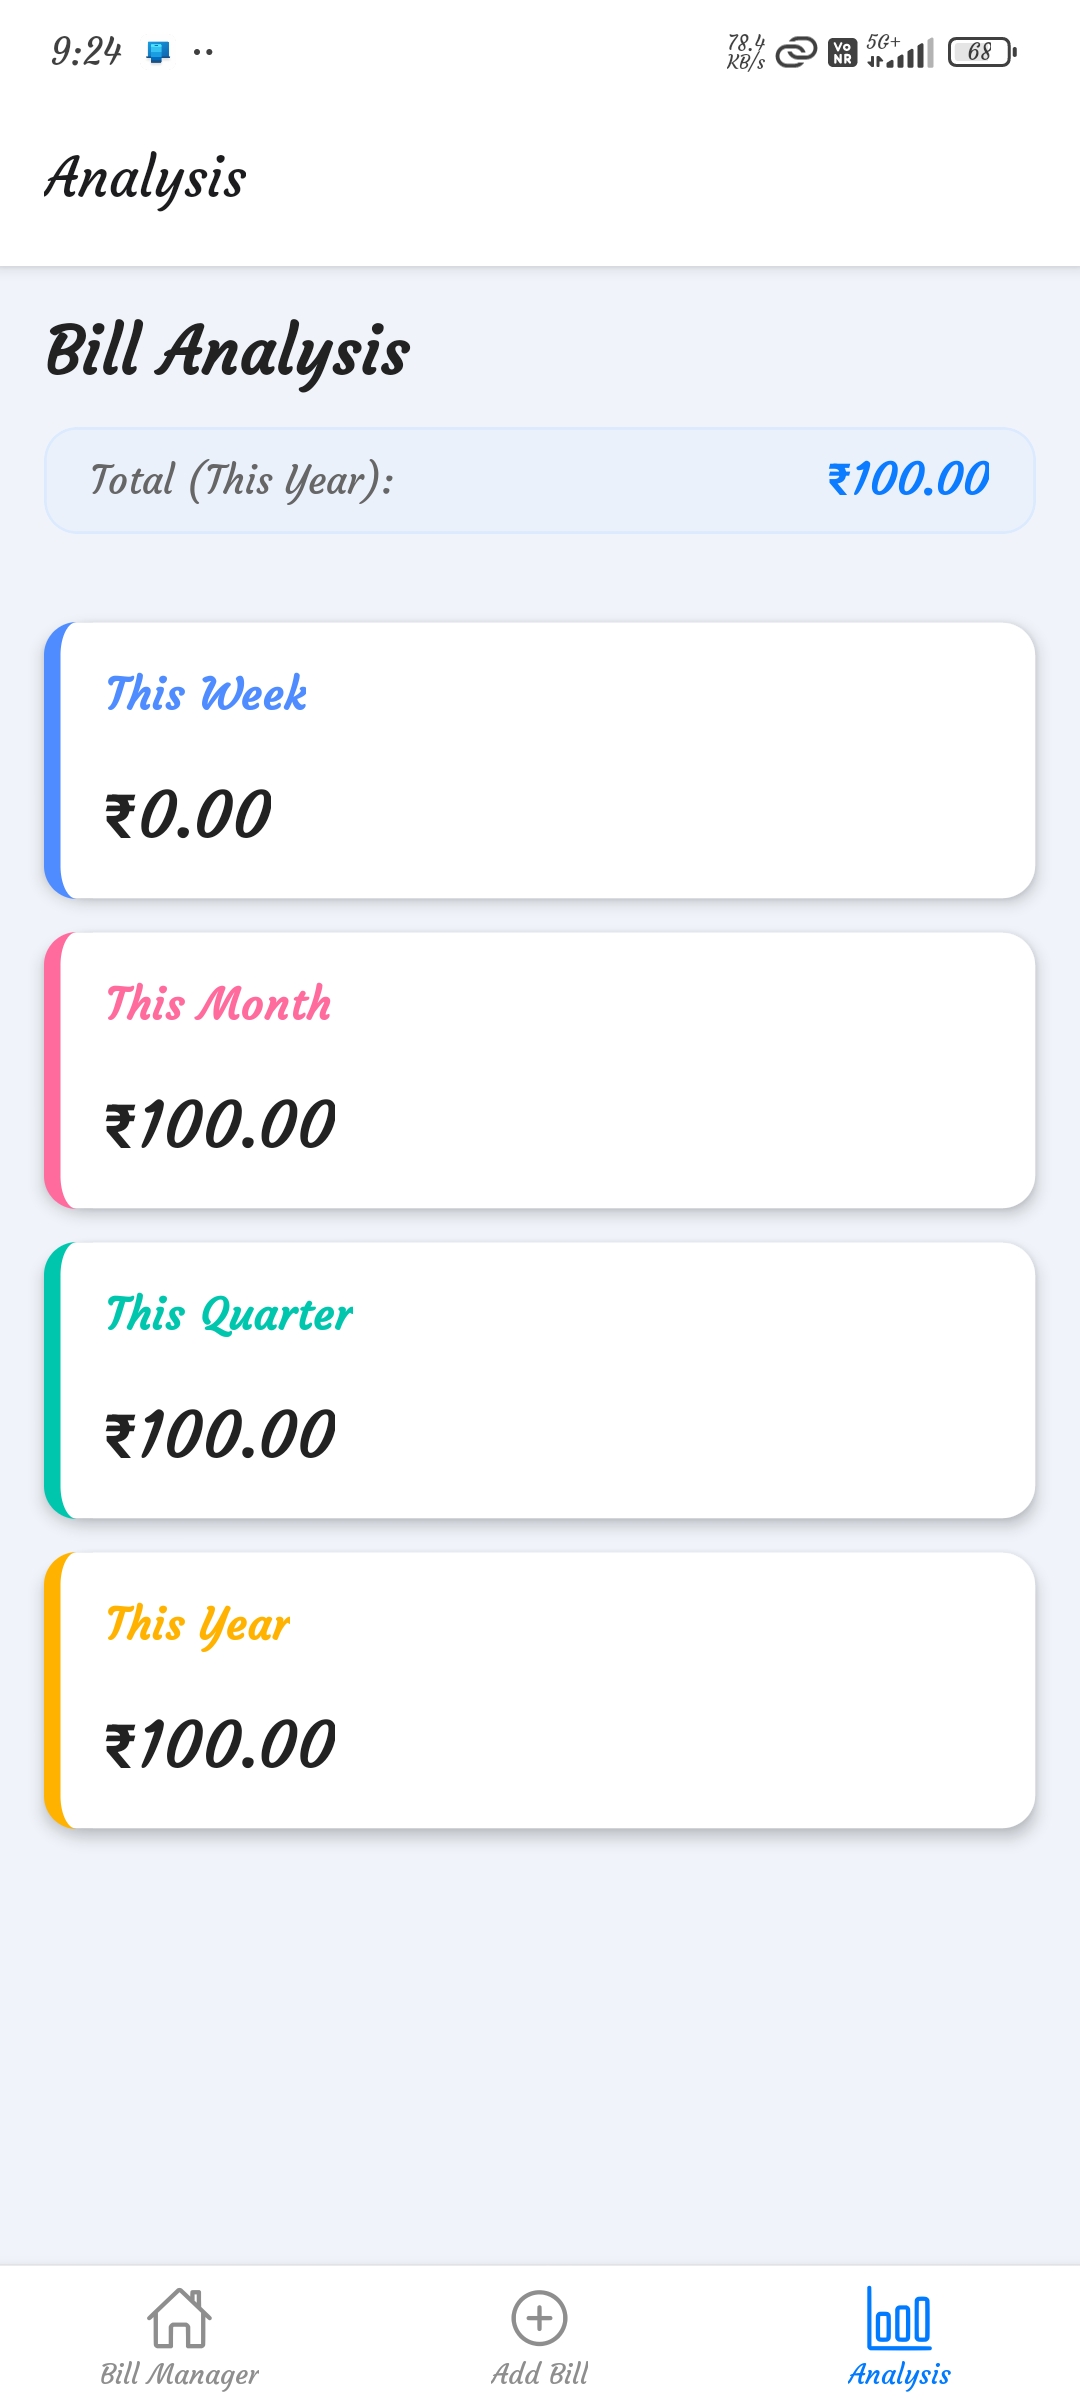 9:24
78.4 KB/s
Vo NR
5G+
68
Analysis
Bill Analysis
Total (This Year): ₹100.00
This Week
₹0.00
This Month
₹100.00
This Quarter
₹100.00
This Year
₹100.00
Bill Manager
Add Bill
Analysis